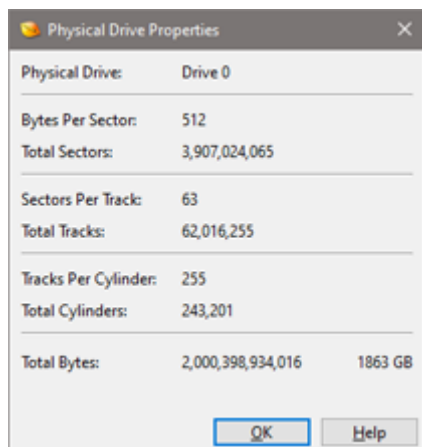 Physical Drive Properties
Physical Drive: Drive 0
Bytes Per Sector: 512
Total Sectors: 3,907,024,065
Sectors Per Track: 63
Total Tracks: 62,016,255
Tracks Per Cylinder: 255
Total Cylinders: 243,201
Total Bytes: 2,000,398,934,016 1863 GB
OK Help